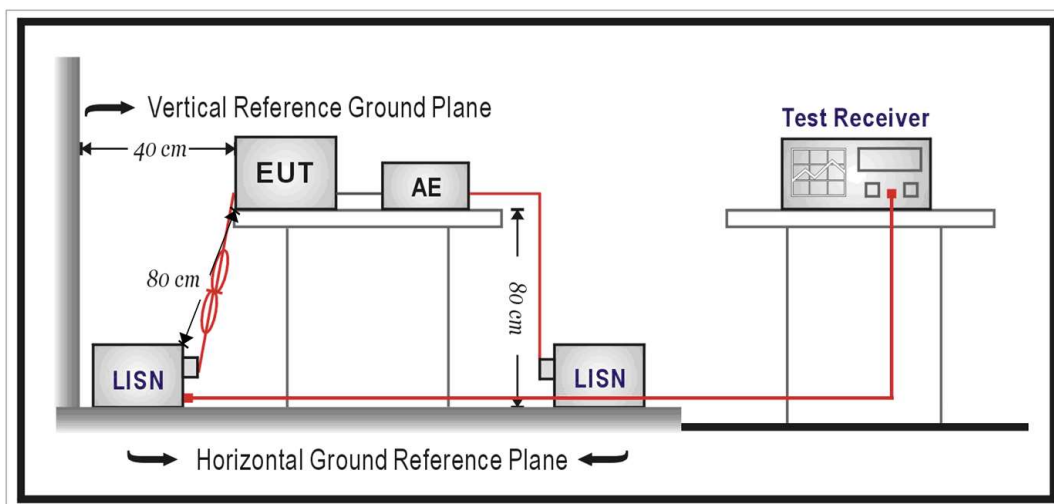 Vertical Reference Ground Plane
Test Receiver
40 cm
EUT
AE
80 cm
80 cm
LISN
LISN
Horizontal Ground Reference Plane